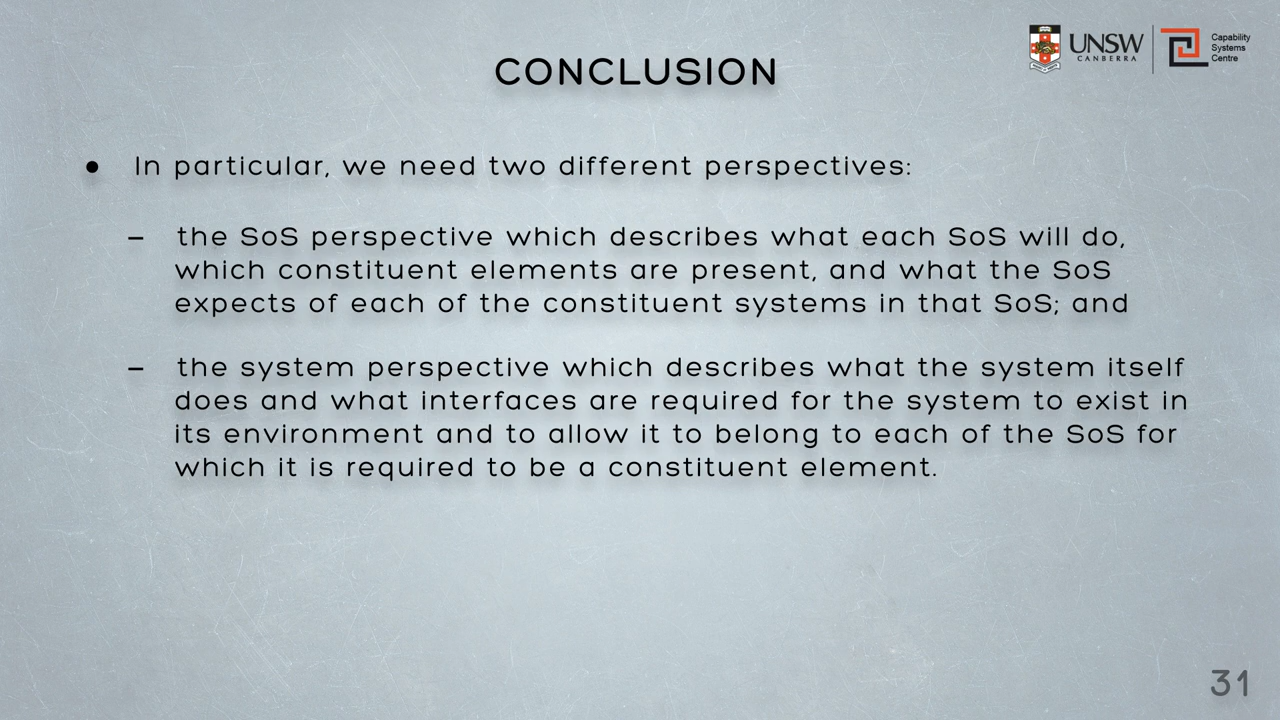 UNSW
CANBERRA
Capability
Systems
Centre
CONCLUSION
• In particular, we need two different perspectives:
– the SoS perspective which describes what each SoS will do,
which constituent elements are present, and what the SoS
expects of each of the constituent systems in that SoS; and
– the system perspective which describes what the system itself
does and what interfaces are required for the system to exist in
its environment and to allow it to belong to each of the SoS for
which it is required to be a constituent element.
31